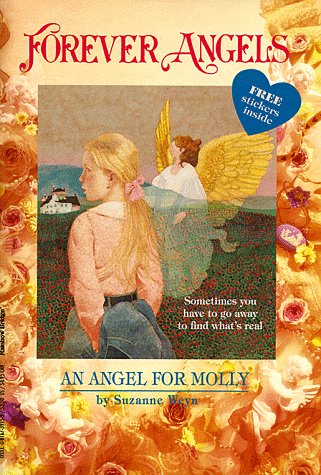 FOREVER ANGELS
FREE
stickers
inside
Sometimes you
have to go away
to find what's real
AN ANGEL FOR MOLLY
by Suzanne Weyn